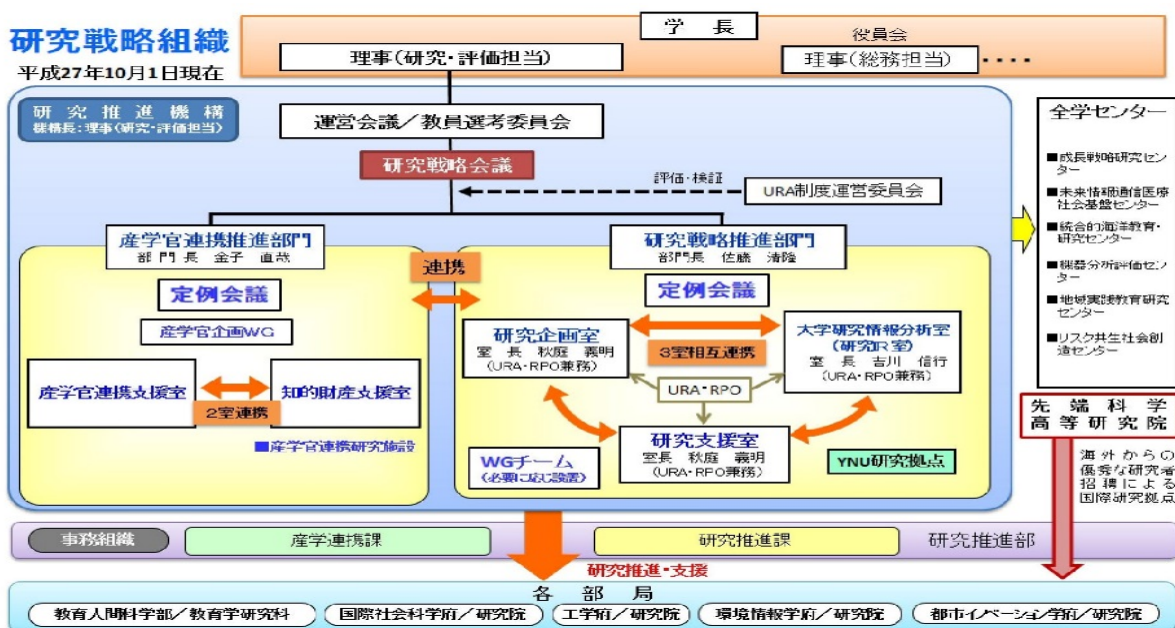 研究戦略組織
平成27年10月1日現在
学 長
役員会
理事(研究・評価担当)
理事(総務担当)
・・・・
研 究 推 進 機 構
機構長:理事(研究・評価担当)
運営会議/教員選考委員会
研究戦略会議
評価・検証
URA制度運営委員会
産学官連携推進部門
部 門 長 金子 直哉
定例会議
産学官企画WG
産学官連携支援室
知的財産支援室
2室連携
■産学官連携研究施設
連携
研究戦略推進部門
部門長 佐藤 清隆
定例会議
研究企画室
室 長 秋庭 義明
(URA・RPO兼務)
3室相互連携
大学研究情報分析室
(研究IR室)
室 長 吉川 信行
(URA・RPO兼務)
URA・RPO
研究支援室
室長 秋庭 義明
(URA・RPO兼務)
WGチーム
(必要に応じ設置)
YNU研究拠点
全学センター
■成長戦略研究セン
ター
■未来情報通信医療
社会基盤センター
■統合的海洋教育・
研究センター
■機器分析評価セン
ター
■地域実践教育研究
センター
■リスク共生社会創
造センター
先 端 科 学
高 等 研 究 院
海外からの
優秀な研究者
招聘による
国際研究拠点
事務組織
産学連携課
研究推進課
研究推進部
研究推進・支援
各 部 局
教育人間科学部/教育学研究科
国際社会科学府/研究院
工学府/研究院
環境情報学府/研究院
都市イノベーション学府/研究院